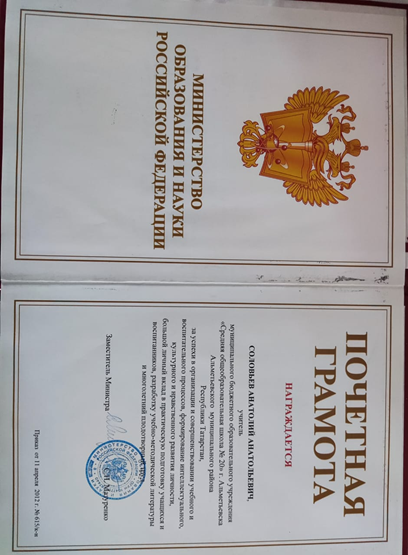 МИНИСТЕРСТВО
ОБРАЗОВАНИЯ И НАУКИ
РОССИЙСКОЙ ФЕДЕРАЦИИ
ПОЧЕТНАЯ
ГРАМОТА
НАГРАЖДАЕТСЯ
СОЛОВЬЕВ АНАТОЛИЙ АНАТОЛЬЕВИЧ,
учитель
муниципального бюджетного образовательного учреждения
«Средняя общеобразовательная школа № 20» г. Альметьевска
Альметьевского муниципального района
Республики Татарстан,
за успехи в организации и совершенствовании учебного и
воспитательного процессов, формирование интеллектуального,
культурного и нравственного развития личности,
большой личный вклад в практическую подготовку учащихся и
воспитанников, разработку учебно-методической литературы
и многолетний плодотворный труд
Заместитель Министра
Мазуренко
Приказ от 11 апреля 2012 г. № 615/к-н